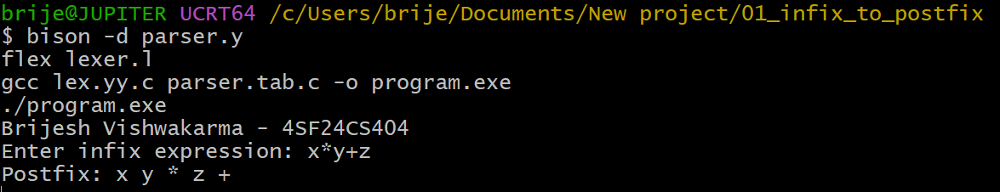 brije@JUPITER UCRT64 /c/Users/brije/Documents/New project/01_infix_to_postfix
$ bison -d parser.y
flex lexer.l
gcc lex.yy.c parser.tab.c -o program.exe
./program.exe
Brijesh Vishwakarma - 4SF24CS404
Enter infix expression: x*y+z
Postfix: x y * z +